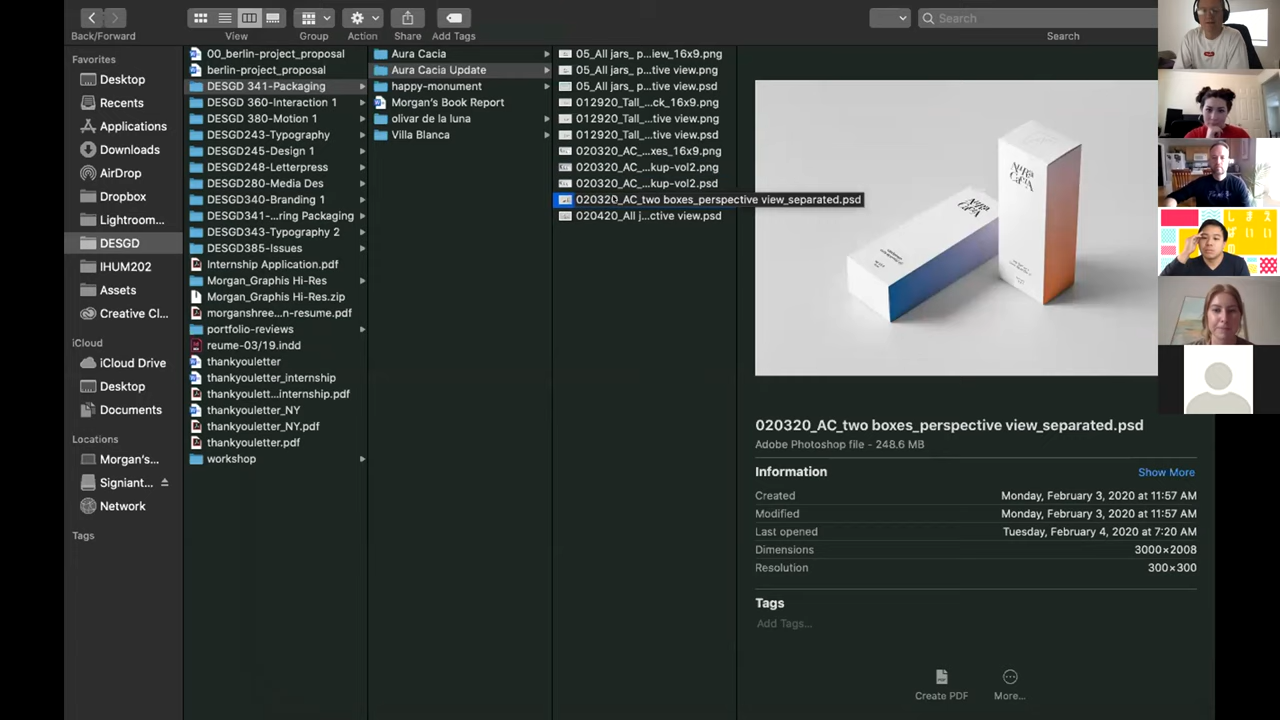 Search
Back/Forward
View
Group
Action
Share
Add Tags
Search
Favorites
Desktop
Recents
Applications
Downloads
AirDrop
Dropbox
Lightroom...
DESGD
IHUM202
Assets
Creative Cl...
iCloud
iCloud Drive
Desktop
Documents
Locations
Morgan's...
Signiant...
Network
Tags
00_berlin-project_proposal
berlin-project_proposal
DESGD 341-Packaging
DESGD 360-Interaction 1
DESGD 380-Motion 1
DESGD243-Typography
DESGD245-Design 1
DESGD248-Letterpress
DESGD280-Media Des
DESGD340-Branding 1
DESGD341-...ring Packaging
DESGD343-Typography 2
DESGD385-Issues
Internship Application.pdf
Morgan_Graphis Hi-Res
Morgan_Graphis Hi-Res.zip
morganshree...n-resume.pdf
portfolio-reviews
reume-03/19.indd
thankyouletter
thankyouletter_internship
thankyoulett...internship.pdf
thankyouletter_NY
thankyouletter_NY.pdf
thankyouletter.pdf
workshop
Aura Cacia
Aura Cacia Update
happy-monument
Morgan's Book Report
olivar de la luna
Villa Blanca
05_All jars_ p...iew_16x9.png
05_All jars_ p...tive view.png
05_All jars_ p...tive view.psd
012920_Tall_...ck_16x9.png
012920_Tall_...tive view.png
012920_Tall_...tive view.psd
020320_AC_...xes_16x9.png
020320_AC_...kup-vol2.png
020320_AC_...kup-vol2.psd
020320_AC_two boxes_perspective view_separated.psd
020420_All j...ctive view.psd
AURA
CACIA
AURA
CACIA
020320_AC_two boxes_perspective view_separated.psd
Adobe Photoshop file - 248.6 MB
Information
Show More
Created Monday, February 3, 2020 at 11:57 AM
Modified Monday, February 3, 2020 at 11:57 AM
Last opened Tuesday, February 4, 2020 at 7:20 AM
Dimensions 3000×2008
Resolution 300×300
Tags
Add Tags...
Create PDF
More...